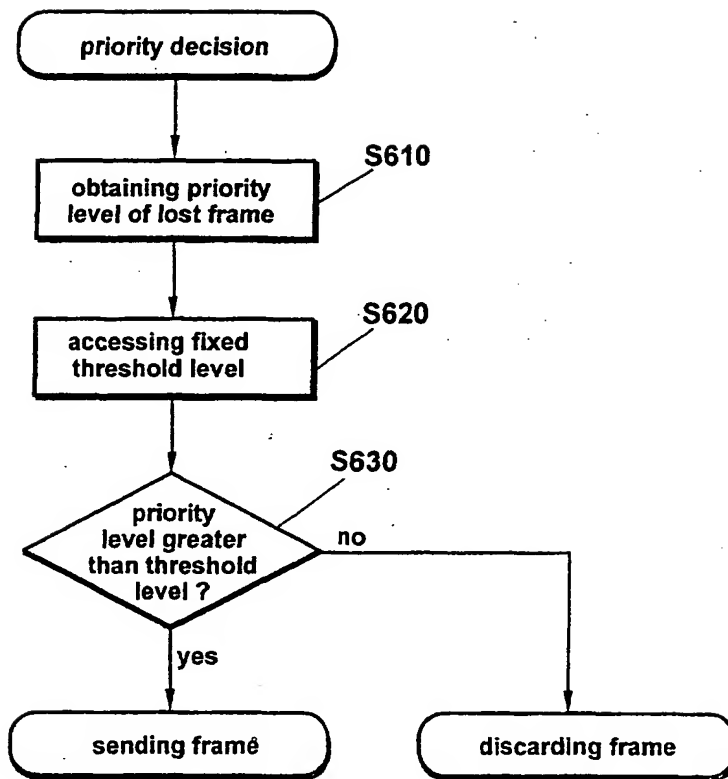 priority decision
S610
obtaining priority
level of lost frame
S620
accessing fixed
threshold level
S630
priority
level greater
than threshold
level ?
no
yes
sending frame
discarding frame